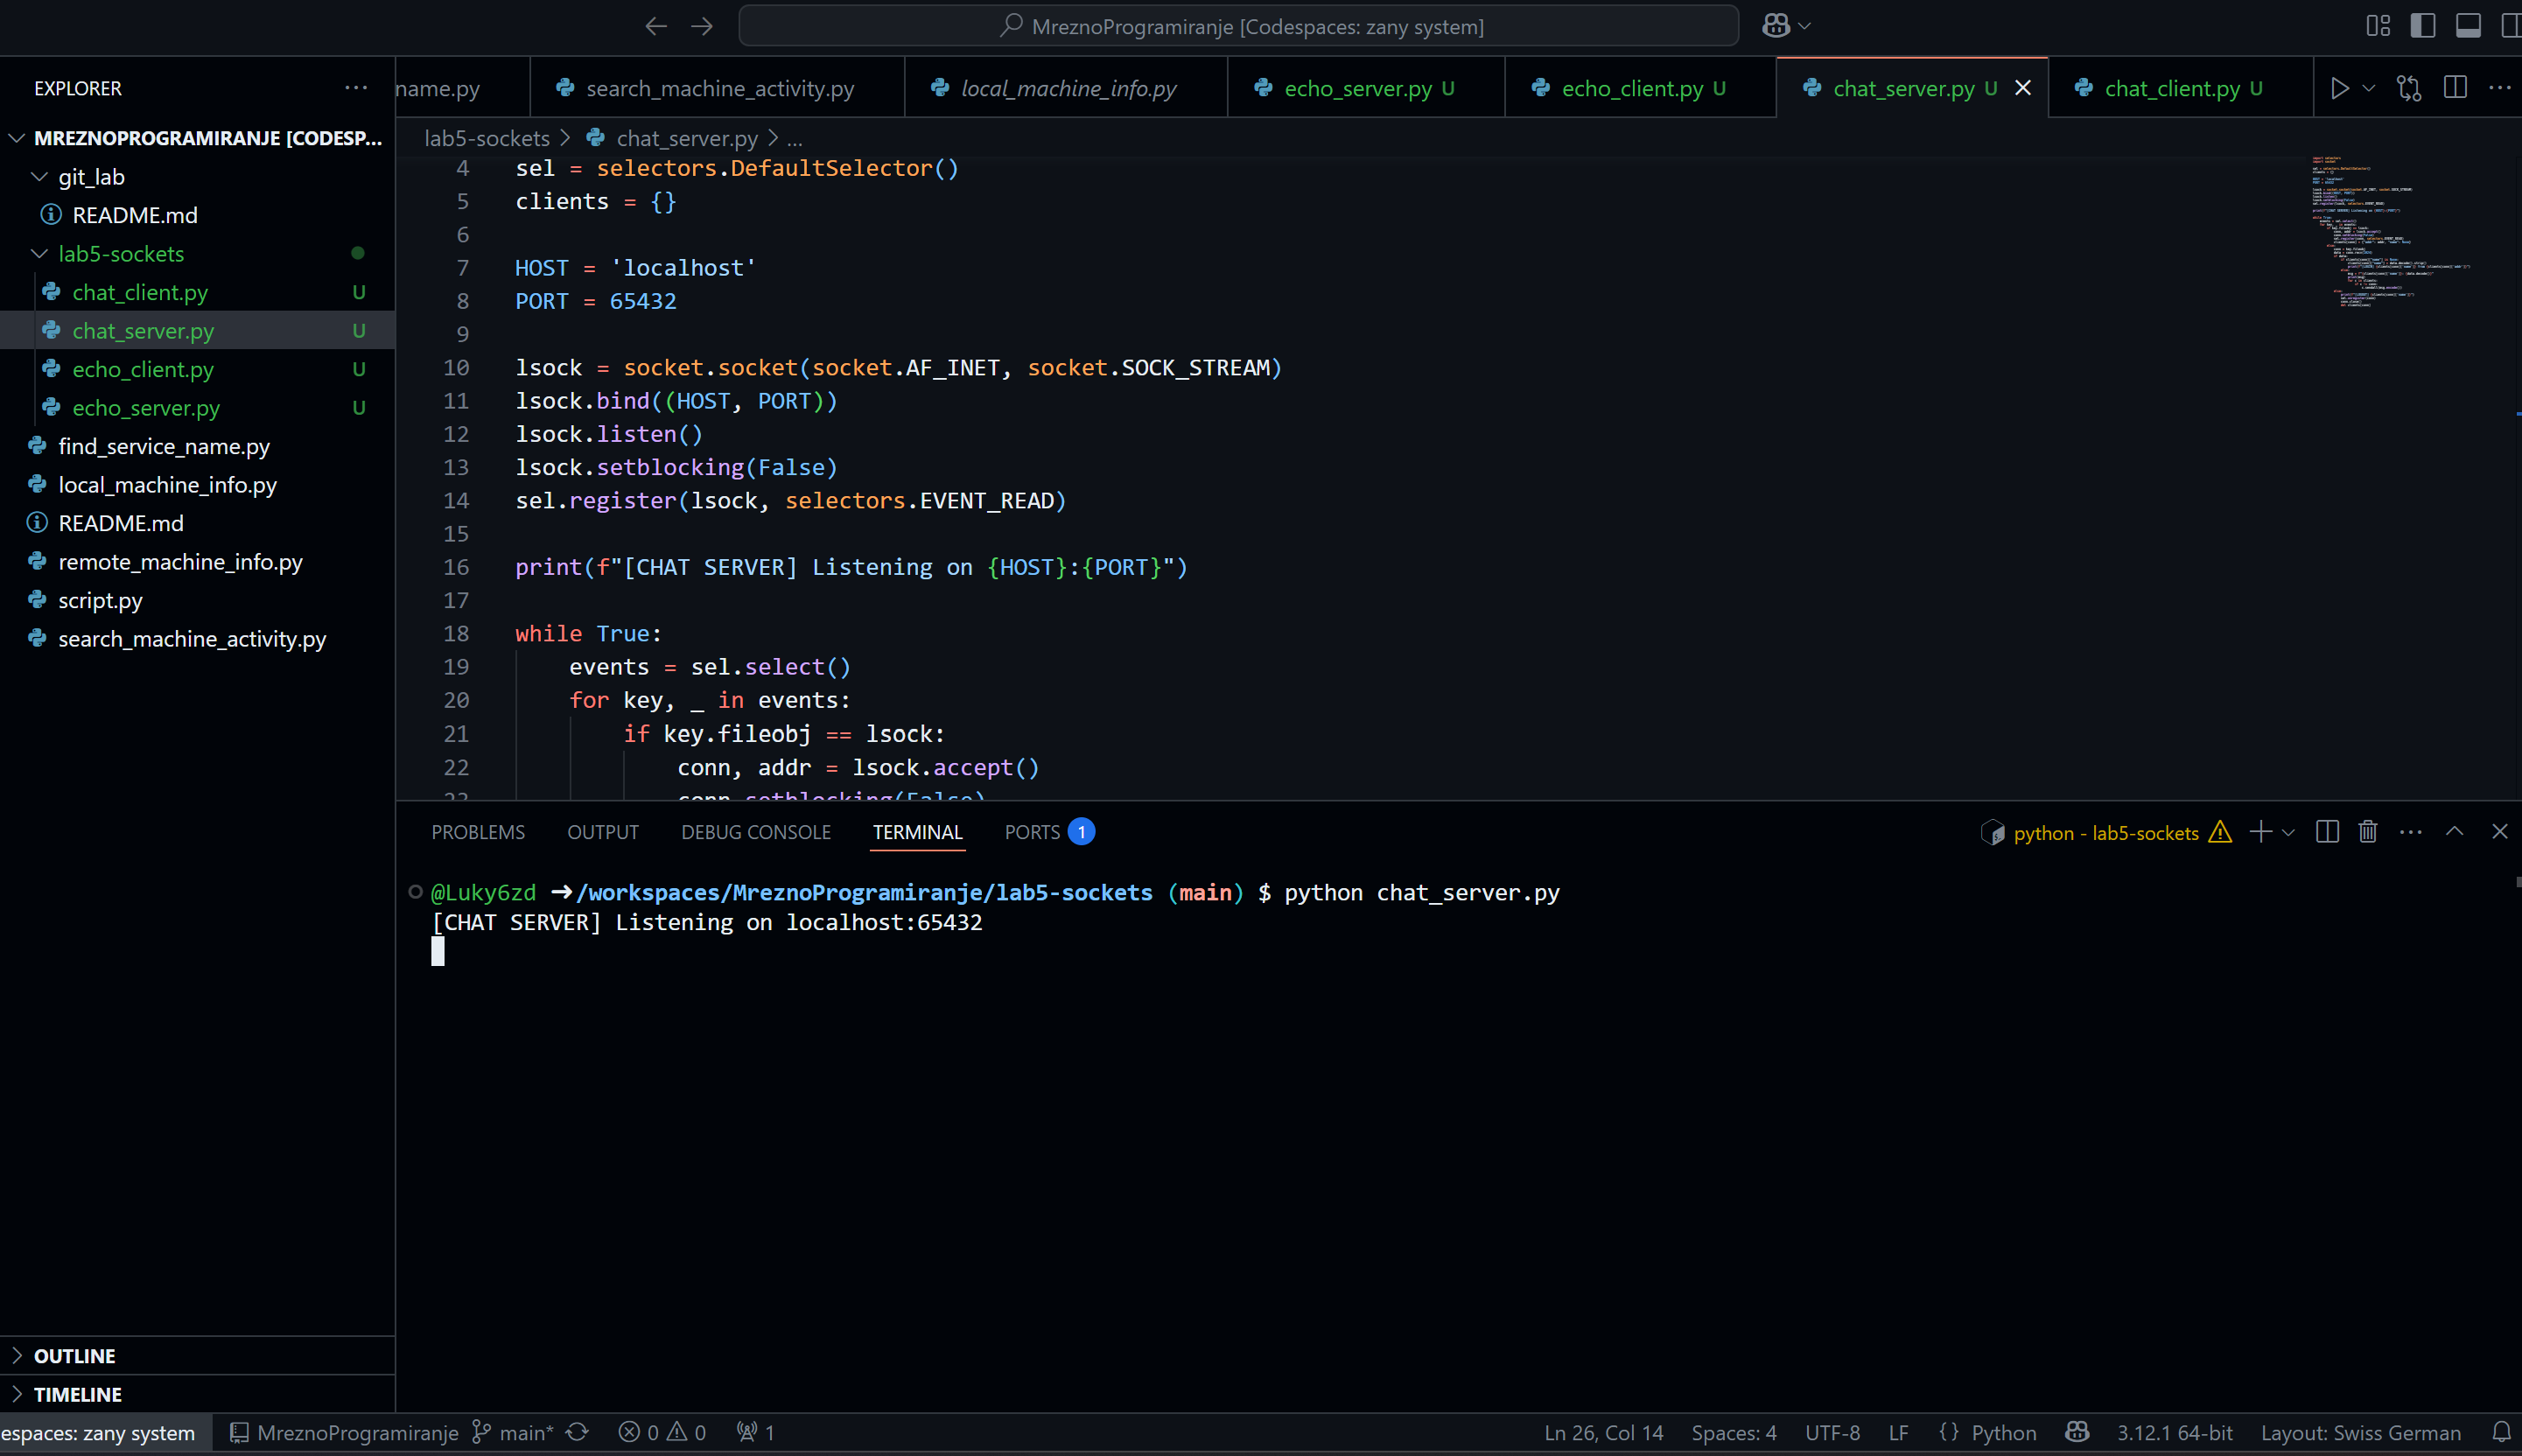 MreznoProgramiranje [Codespaces: zany system]
EXPLORER
name.py
search_machine_activity.py
local_machine_info.py
echo_server.py U
echo_client.py U
chat_server.py U
chat_client.py U
MREZNOPROGRAMIRANJE [CODESP...
git_lab
README.md
lab5-sockets
chat_client.py U
chat_server.py U
echo_client.py U
echo_server.py U
find_service_name.py
local_machine_info.py
README.md
remote_machine_info.py
script.py
search_machine_activity.py
OUTLINE
TIMELINE
lab5-sockets > chat_server.py > ...
4 sel = selectors.DefaultSelector()
5 clients = {}
6
7 HOST = 'localhost'
8 PORT = 65432
9
10 lsock = socket.socket(socket.AF_INET, socket.SOCK_STREAM)
11 lsock.bind((HOST, PORT))
12 lsock.listen()
13 lsock.setblocking(False)
14 sel.register(lsock, selectors.EVENT_READ)
15
16 print(f"[CHAT SERVER] Listening on {HOST}:{PORT}")
17
18 while True:
19 events = sel.select()
20 for key, _ in events:
21 if key.fileobj == lsock:
22 conn, addr = lsock.accept()
23 conn.setblocking(False)
PROBLEMS
OUTPUT
DEBUG CONSOLE
TERMINAL
PORTS 1
python - lab5-sockets
@Luky6zd ➜ /workspaces/MreznoProgramiranje/lab5-sockets (main) $ python chat_server.py
[CHAT SERVER] Listening on localhost:65432
espaces: zany system
MreznoProgramiranje
main*
0
0
1
Ln 26, Col 14
Spaces: 4
UTF-8
LF
{} Python
3.12.1 64-bit
Layout: Swiss German